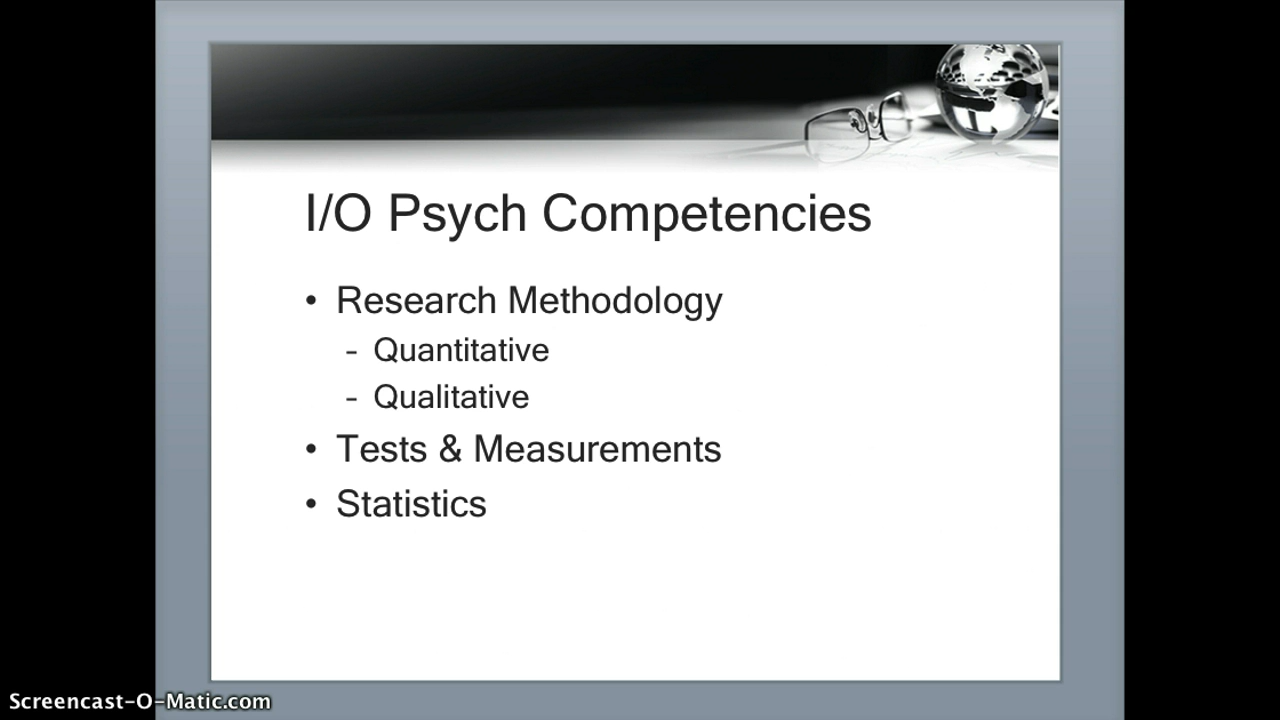 I/O Psych Competencies
• Research Methodology
– Quantitative
– Qualitative
• Tests & Measurements
• Statistics
Screencast-O-Matic.com